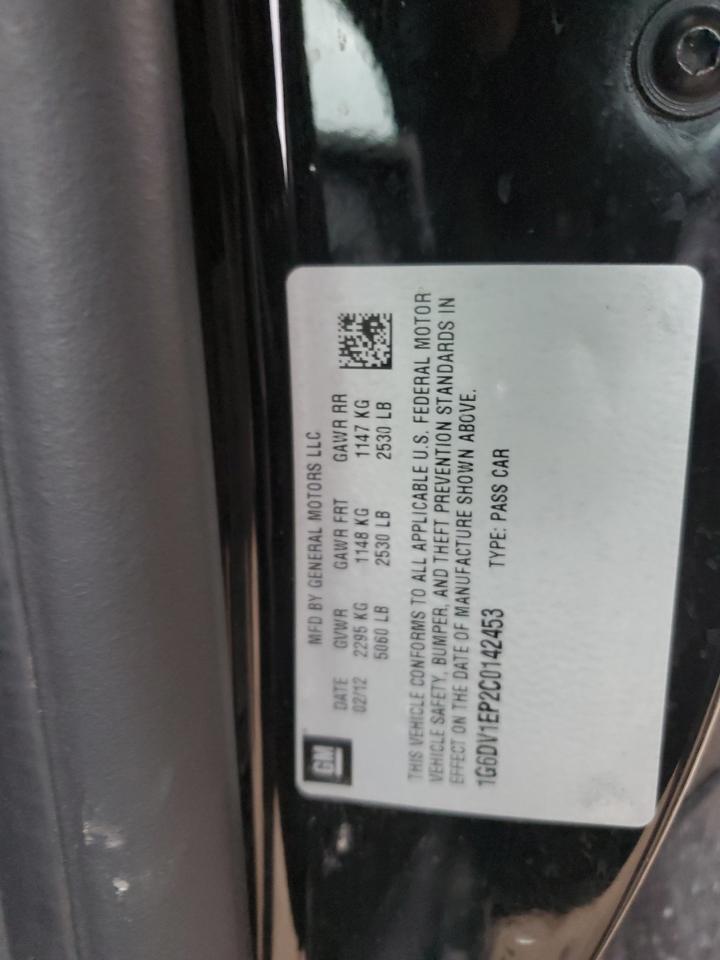 GM
MFD BY GENERAL MOTORS LLC
DATE GVWR GAWR FRT GAWR RR
02/12 2295 KG 1148 KG 1147 KG
5060 LB 2530 LB 2530 LB
THIS VEHICLE CONFORMS TO ALL APPLICABLE U.S. FEDERAL MOTOR
VEHICLE SAFETY, BUMPER, AND THEFT PREVENTION STANDARDS IN
EFFECT ON THE DATE OF MANUFACTURE SHOWN ABOVE.
1G6DV1EP2C0142453 TYPE: PASS CAR